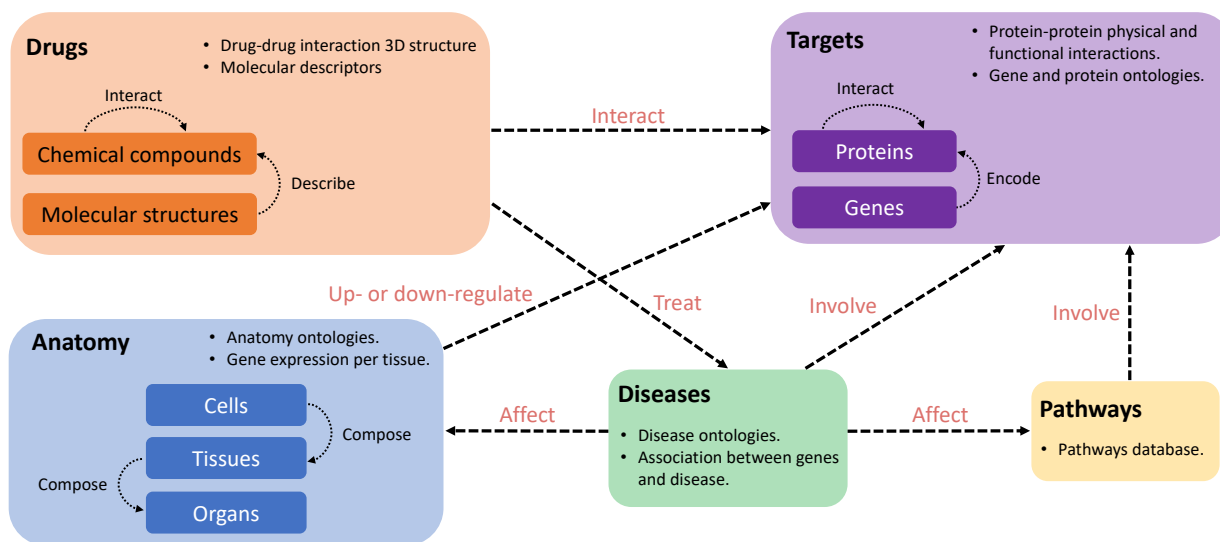 Drugs
• Drug-drug interaction 3D structure
• Molecular descriptors
Interact
Chemical compounds
Describe
Molecular structures
Interact
Targets
• Protein-protein physical and
functional interactions.
• Gene and protein ontologies.
Interact
Proteins
Encode
Genes
Up- or down-regulate
Treat
Involve
Involve
Anatomy
• Anatomy ontologies.
• Gene expression per tissue.
Cells
Compose
Tissues
Compose
Organs
Affect
Diseases
• Disease ontologies.
• Association between genes
and disease.
Affect
Pathways
• Pathways database.